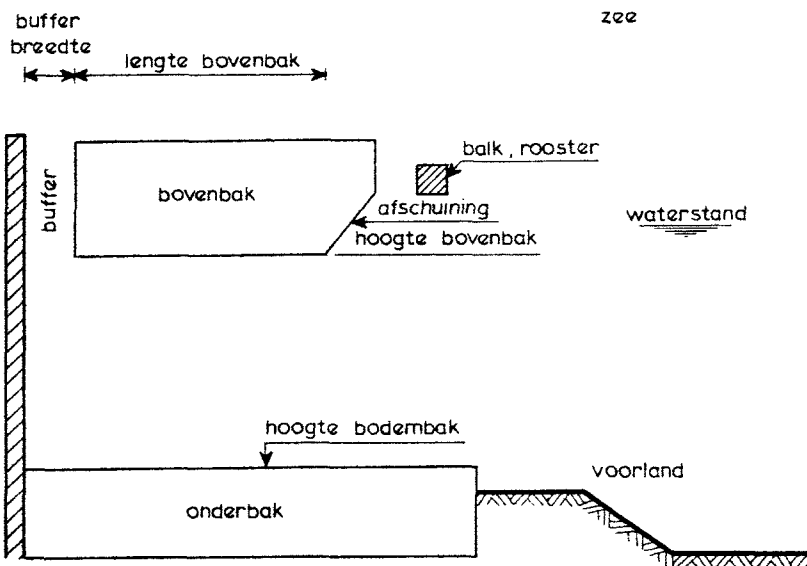 buffer
breedte
zee
lengte bovenbak
balk, rooster
bovenbak
buffer
afschuining
waterstand
hoogte bovenbak
hoogte bodembak
voorland
onderbak